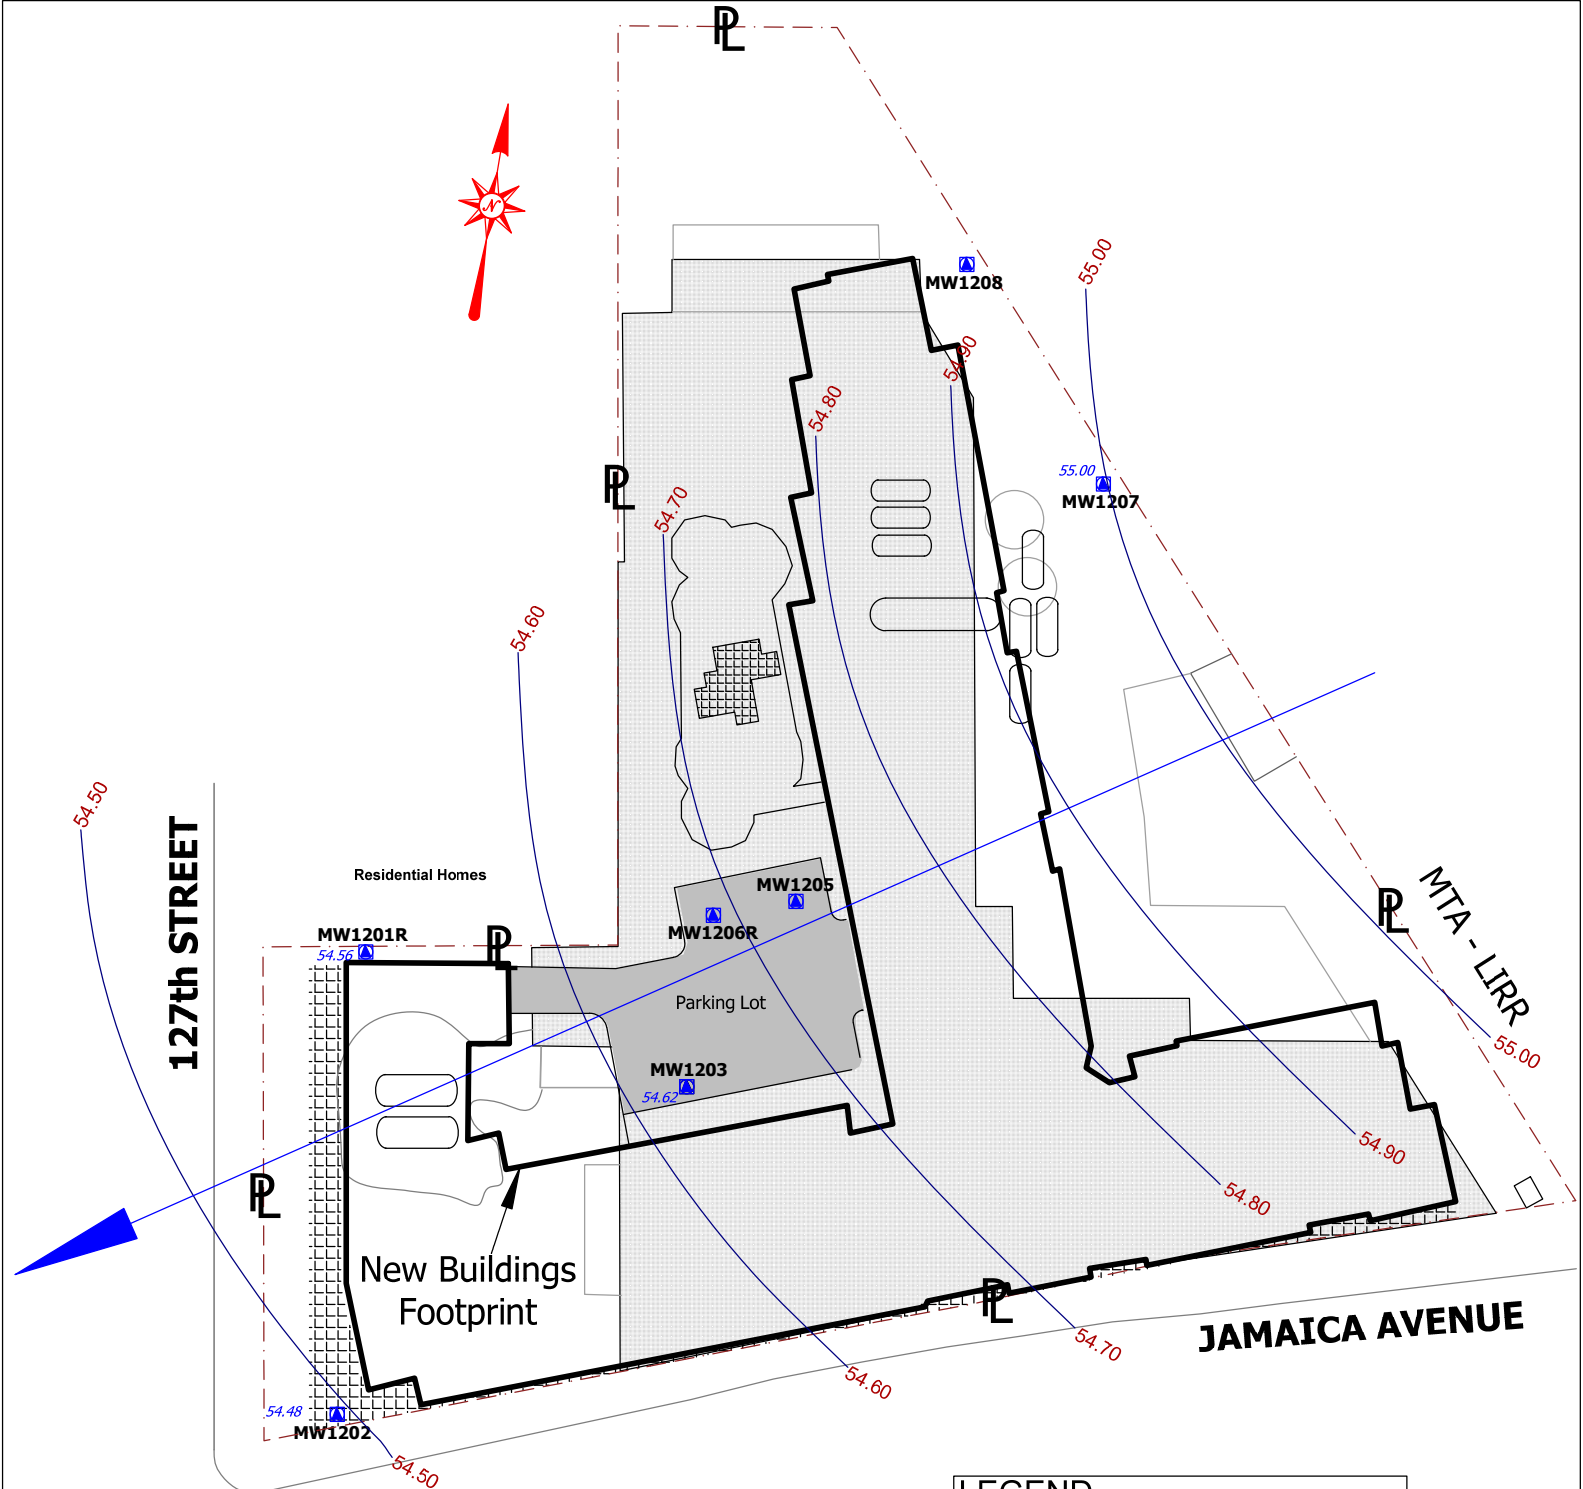 PL
N
MW1208
55.00
54.90
54.80
55.00
MW1207
PL
54.70
54.60
54.50
127th STREET
Residential Homes
MW1205
MW1206R
MW1201R
54.56
PL
PL
MTA - LIRR
Parking Lot
55.00
MW1203
54.62
54.90
PL
54.80
New Buildings
Footprint
PL
JAMAICA AVENUE
54.70
54.60
54.48
MW1202
54.50
LEGEND